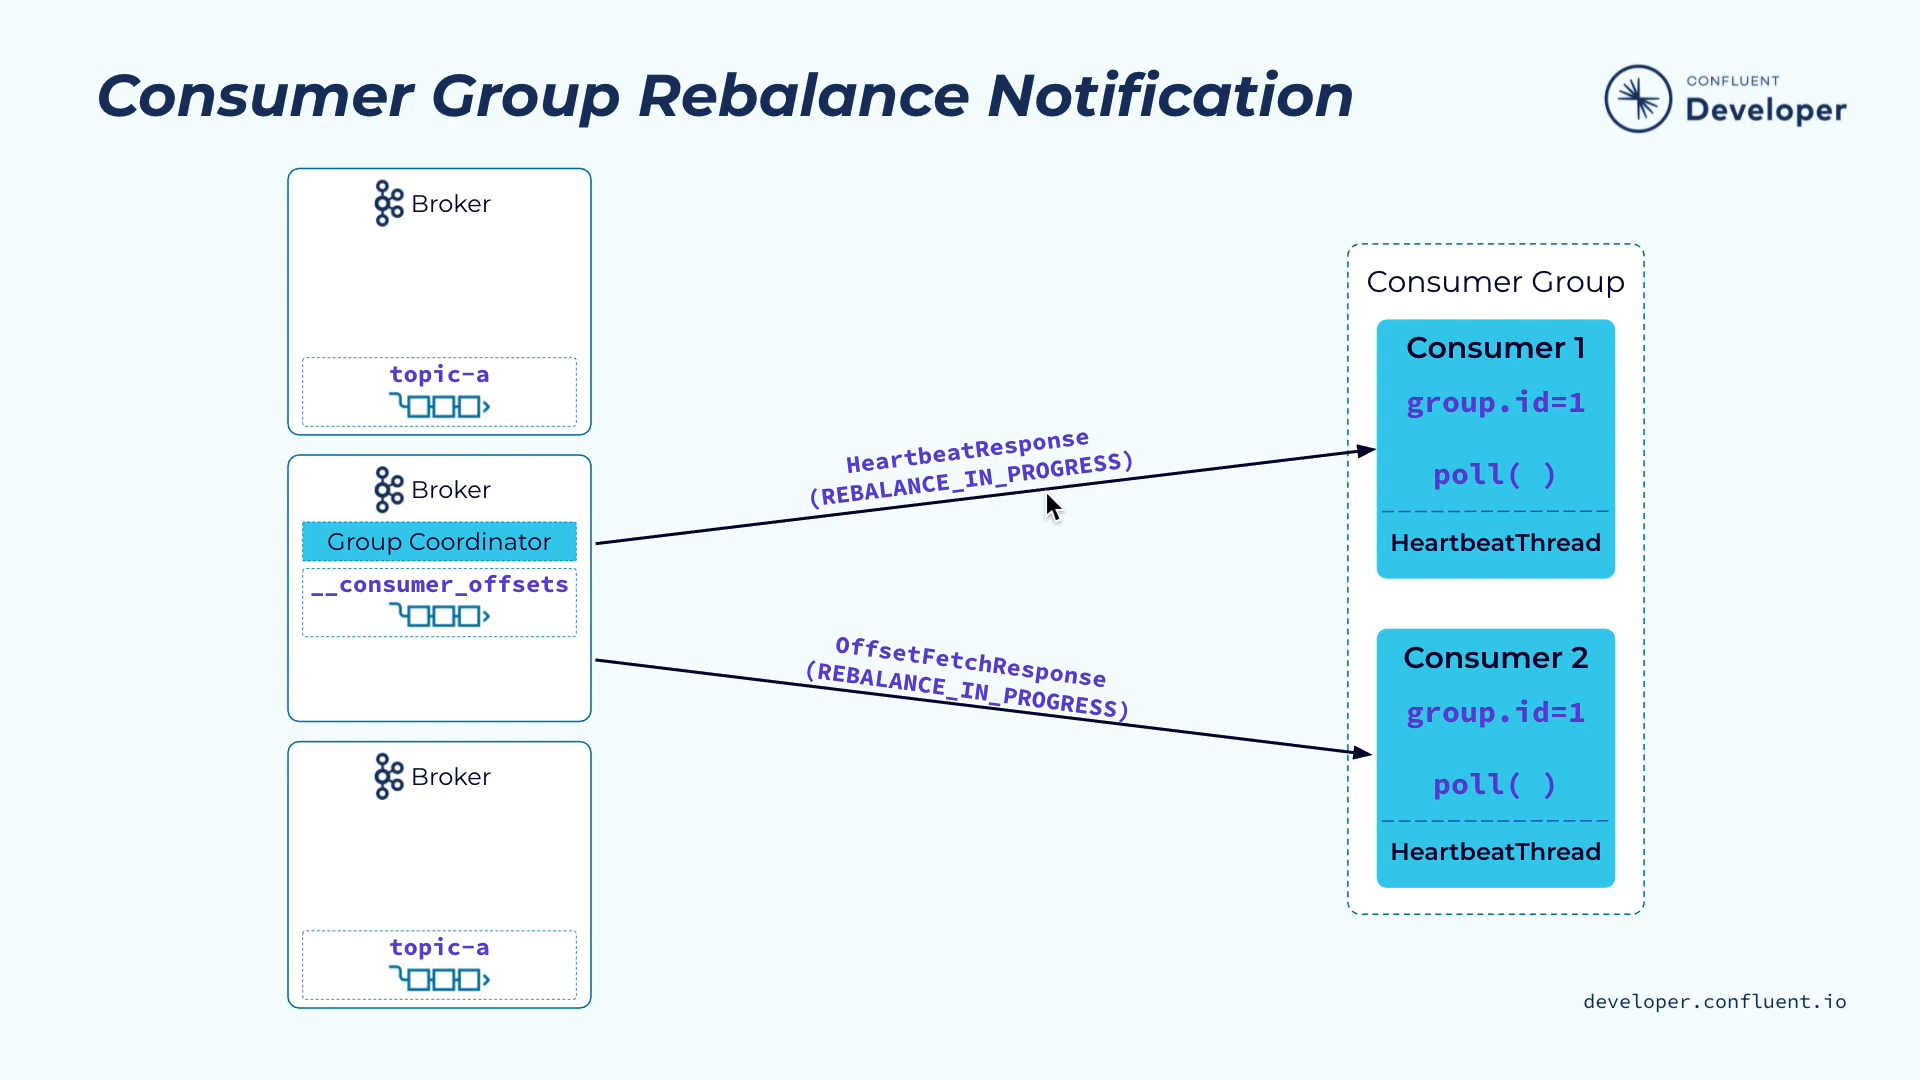 Consumer Group Rebalance Notification
CONFLUENT
Developer
Broker
topic-a
Broker
Group Coordinator
__consumer_offsets
Broker
topic-a
HeartbeatResponse
(REBALANCE_IN_PROGRESS)
OffsetFetchResponse
(REBALANCE_IN_PROGRESS)
Consumer Group
Consumer 1
group.id=1
poll( )
HeartbeatThread
Consumer 2
group.id=1
poll( )
HeartbeatThread
developer.confluent.io